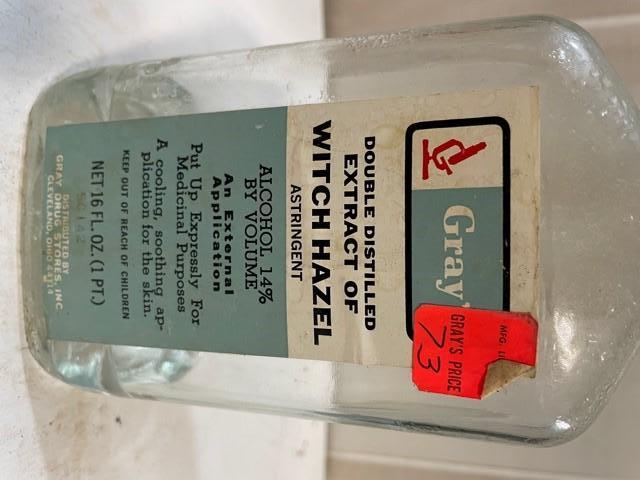 Gray
MFG.
GRAY'S PRICE
73
DOUBLE DISTILLED
EXTRACT OF
WITCH HAZEL
ASTRINGENT
ALCOHOL 14%
BY VOLUME
An External
Application
Put Up Expressly For
Medicinal Purposes
A cooling, soothing ap-
plication for the skin.
KEEP OUT OF REACH OF CHILDREN
NET 16 FL. OZ. (1 PT.)
DISTRIBUTED BY
GRAY DRUG STORES, INC.
CLEVELAND, OHIO 44114